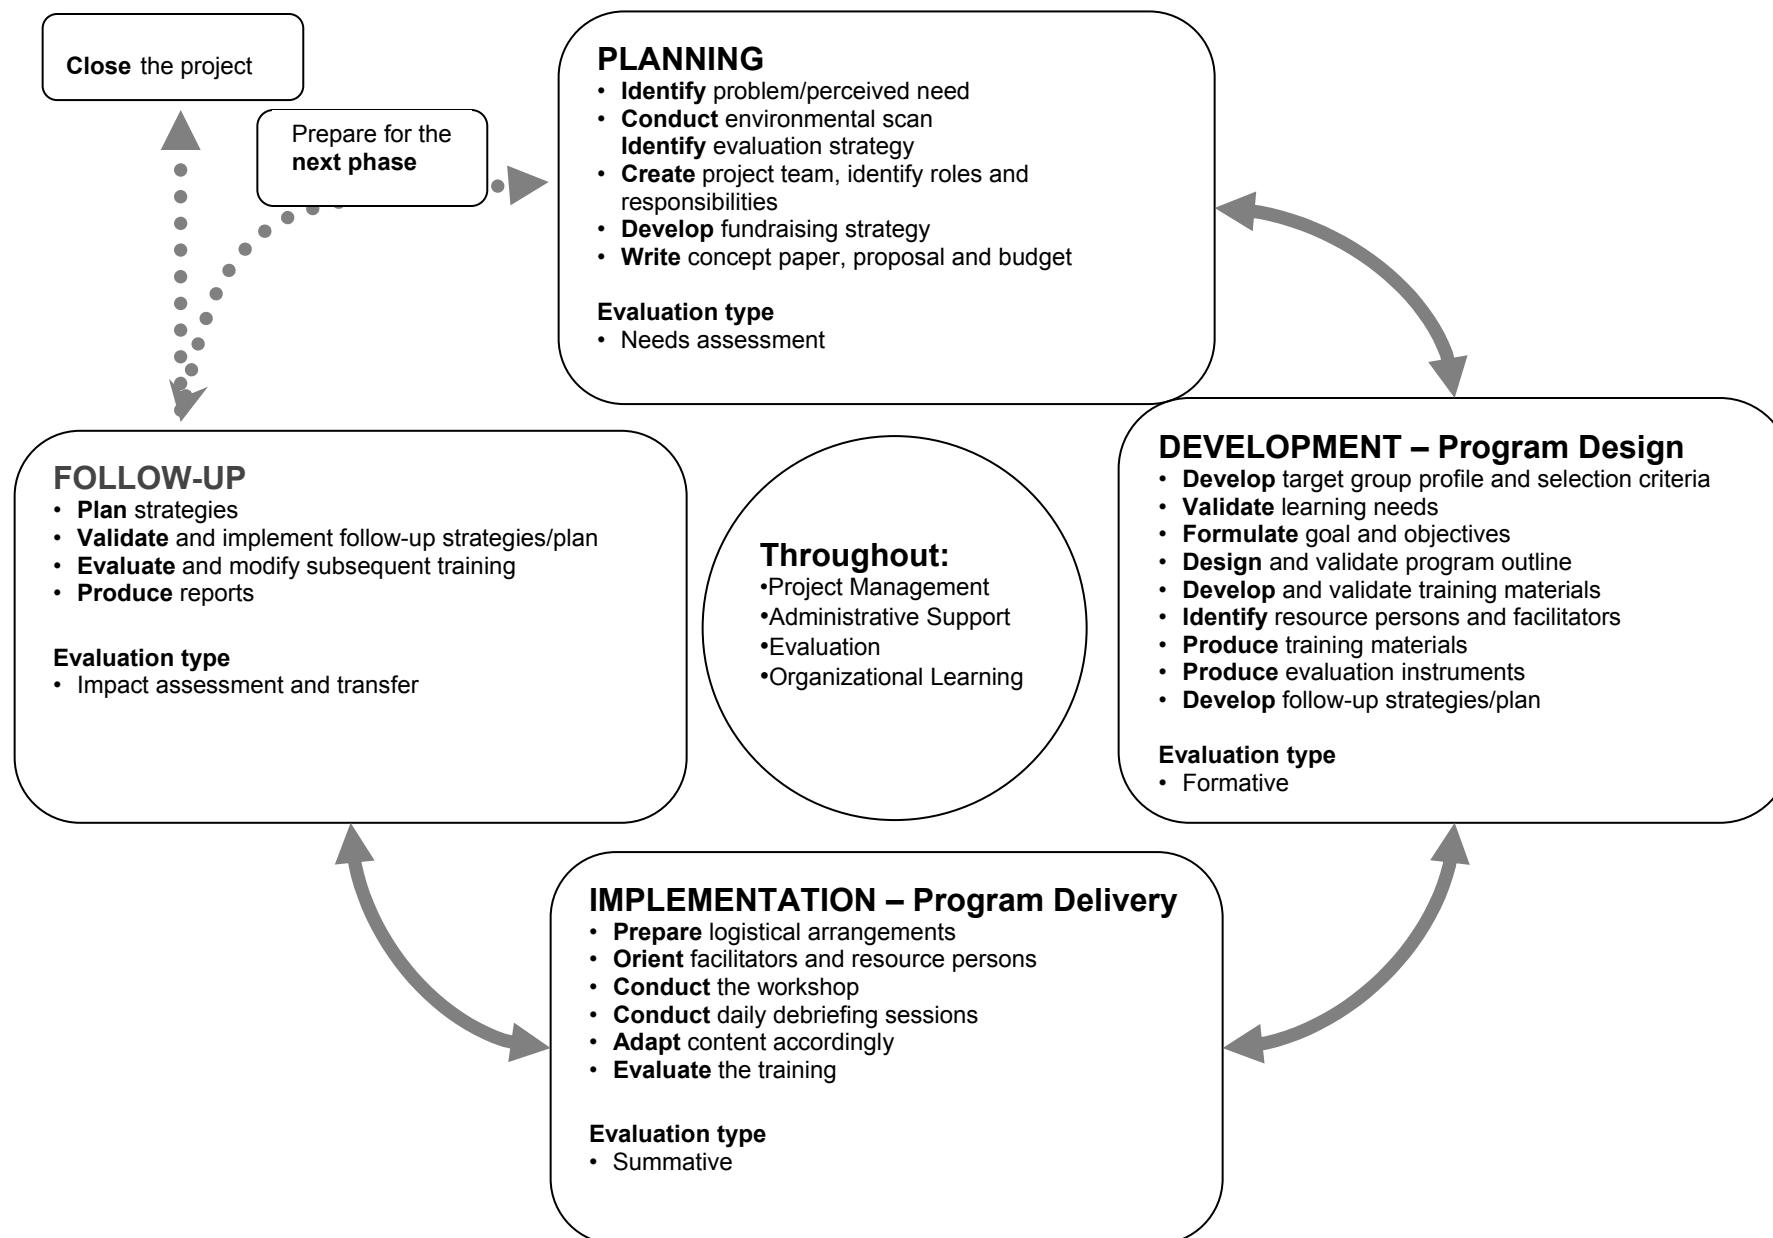 Close the project
Prepare for the
next phase
PLANNING
• Identify problem/perceived need
• Conduct environmental scan
Identify evaluation strategy
• Create project team, identify roles and
responsibilities
• Develop fundraising strategy
• Write concept paper, proposal and budget
Evaluation type
• Needs assessment
DEVELOPMENT – Program Design
• Develop target group profile and selection criteria
• Validate learning needs
• Formulate goal and objectives
• Design and validate program outline
• Develop and validate training materials
• Identify resource persons and facilitators
• Produce training materials
• Produce evaluation instruments
• Develop follow-up strategies/plan
Evaluation type
• Formative
FOLLOW-UP
• Plan strategies
• Validate and implement follow-up strategies/plan
• Evaluate and modify subsequent training
• Produce reports
Evaluation type
• Impact assessment and transfer
Throughout:
•Project Management
•Administrative Support
•Evaluation
•Organizational Learning
IMPLEMENTATION – Program Delivery
• Prepare logistical arrangements
• Orient facilitators and resource persons
• Conduct the workshop
• Conduct daily debriefing sessions
• Adapt content accordingly
• Evaluate the training
Evaluation type
• Summative